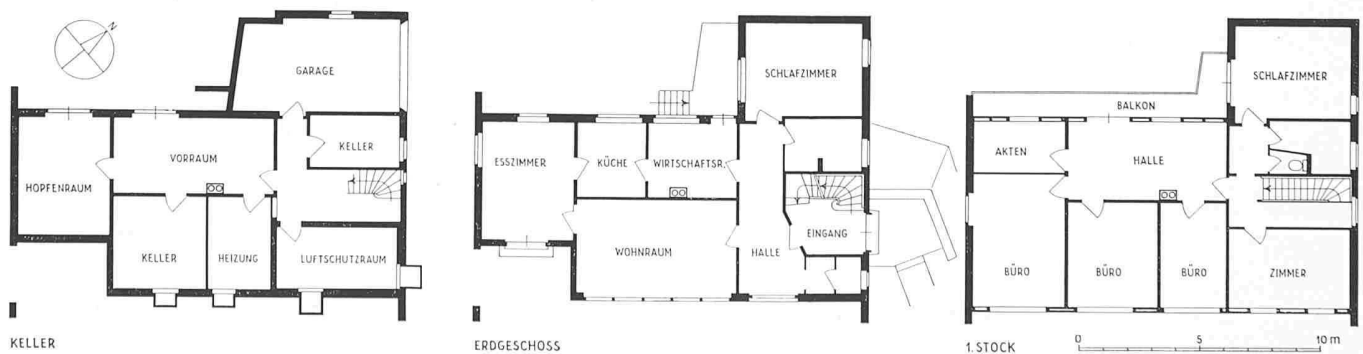 N
GARAGE
KELLER
VORRAUM
HOPFENRAUM
KELLER
HEIZUNG
LUFTSCHUTZRAUM
KELLER
SCHLAFZIMMER
ESSZIMMER
KÜCHE
WIRTSCHAFTSR.
WOHNRAUM
HALLE
EINGANG
ERDGESCHOSS
SCHLAFZIMMER
BALKON
AKTEN
HALLE
BÜRO
BÜRO
BÜRO
ZIMMER
1. STOCK
0 5 10 m